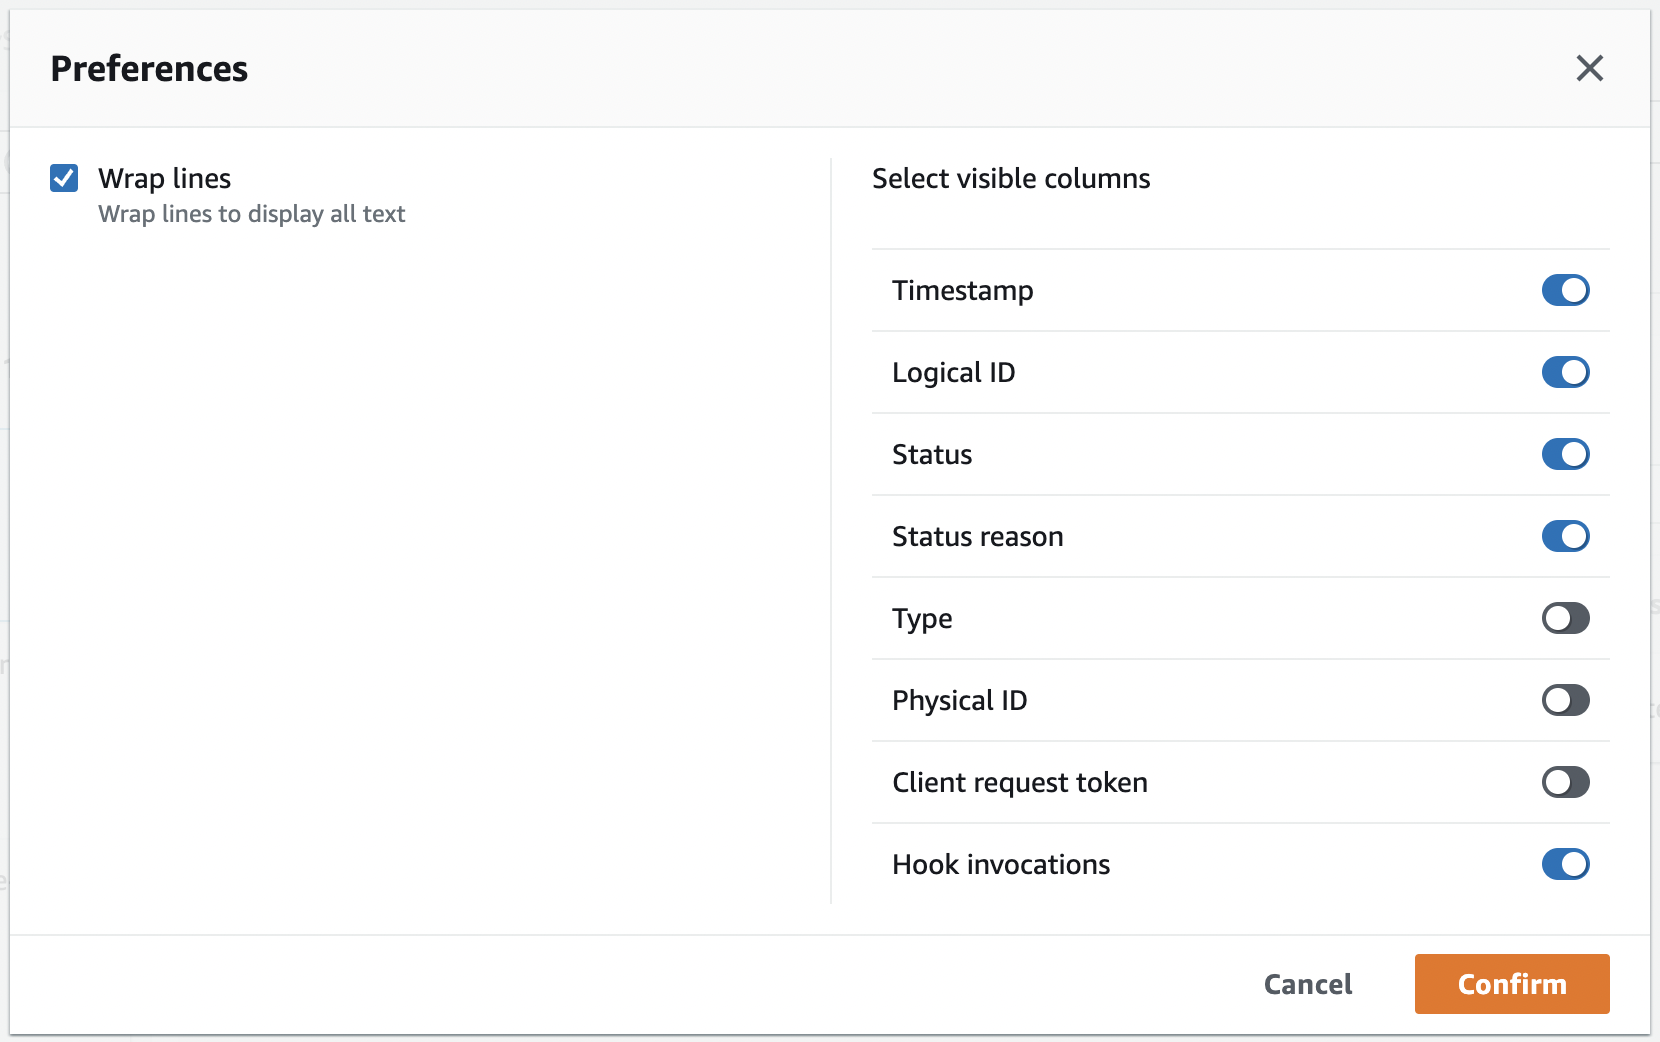 Preferences
Wrap lines
Wrap lines to display all text
Select visible columns
Timestamp
Logical ID
Status
Status reason
Type
Physical ID
Client request token
Hook invocations
Cancel
Confirm